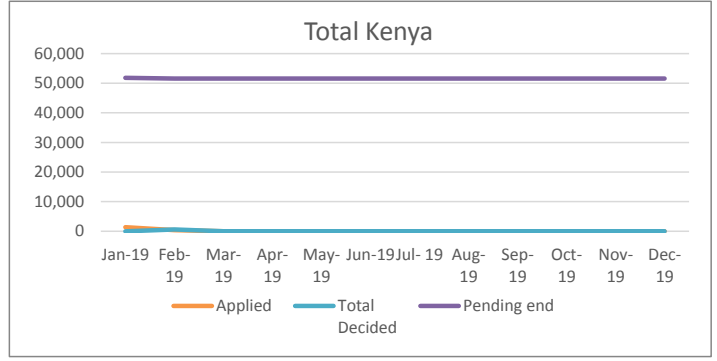 Total Kenya
60,000
50,000
40,000
30,000
20,000
10,000
0
Jan-19 Feb- Mar- Apr- May- Jun-19 Jul- 19 Aug- Sep- Oct- Nov- Dec-
19 19 19 19 19 19 19 19 19
Applied Total Pending end
Decided